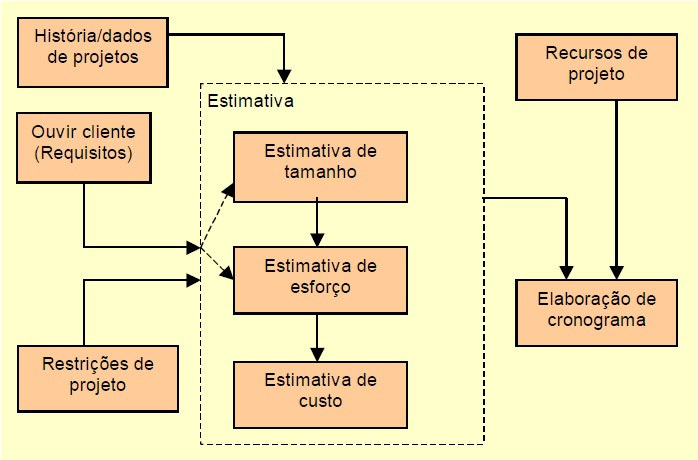 História/dados
de projetos
Recursos de
projeto
Estimativa
Ouvir cliente
(Requisitos)
Estimativa de
tamanho
Estimativa de
esforço
Elaboração de
cronograma
Restrições de
projeto
Estimativa de
custo